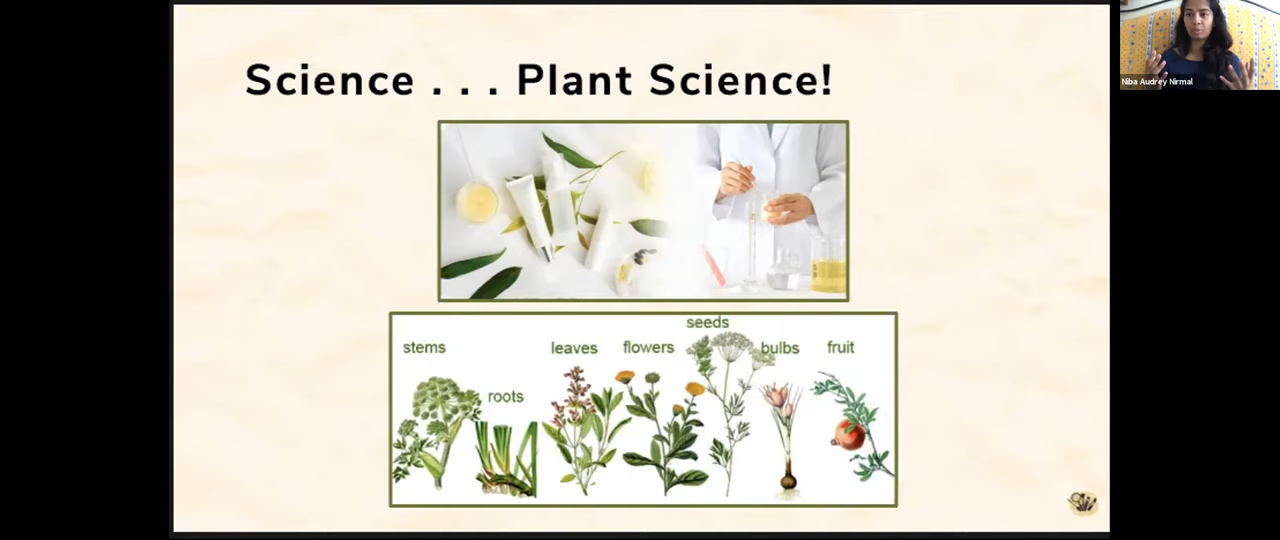 Science . . . Plant Science!
Niba Audrey Nirmal
seeds
stems
leaves
flowers
bulbs
fruit
roots